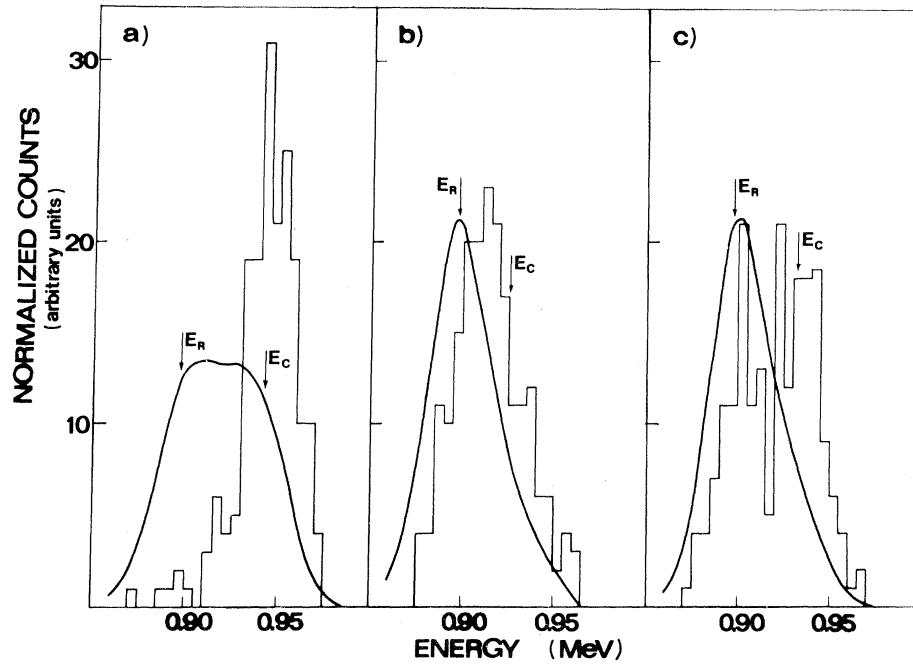 a)
b)
c)
30
20
10
NORMALIZED COUNTS
(arbitrary units)
E_R
E_C
E_R
E_C
E_R
E_C
0.90 0.95
0.90 0.95
0.90 0.95
ENERGY (MeV)